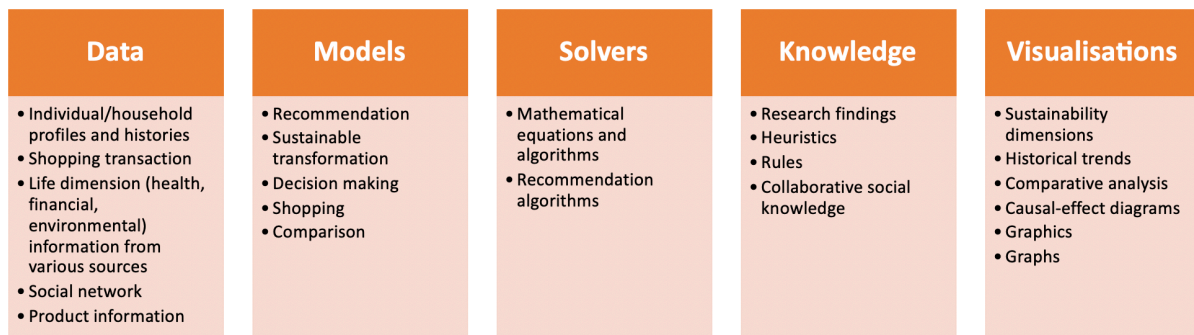 Data
• Individual/household
profiles and histories
• Shopping transaction
• Life dimension (health,
financial,
environmental)
information from
various sources
• Social network
• Product information
Models
• Recommendation
• Sustainable
transformation
• Decision making
• Shopping
• Comparison
Solvers
• Mathematical
equations and
algorithms
• Recommendation
algorithms
Knowledge
• Research findings
• Heuristics
• Rules
• Collaborative social
knowledge
Visualisations
• Sustainability
dimensions
• Historical trends
• Comparative analysis
• Causal-effect diagrams
• Graphics
• Graphs